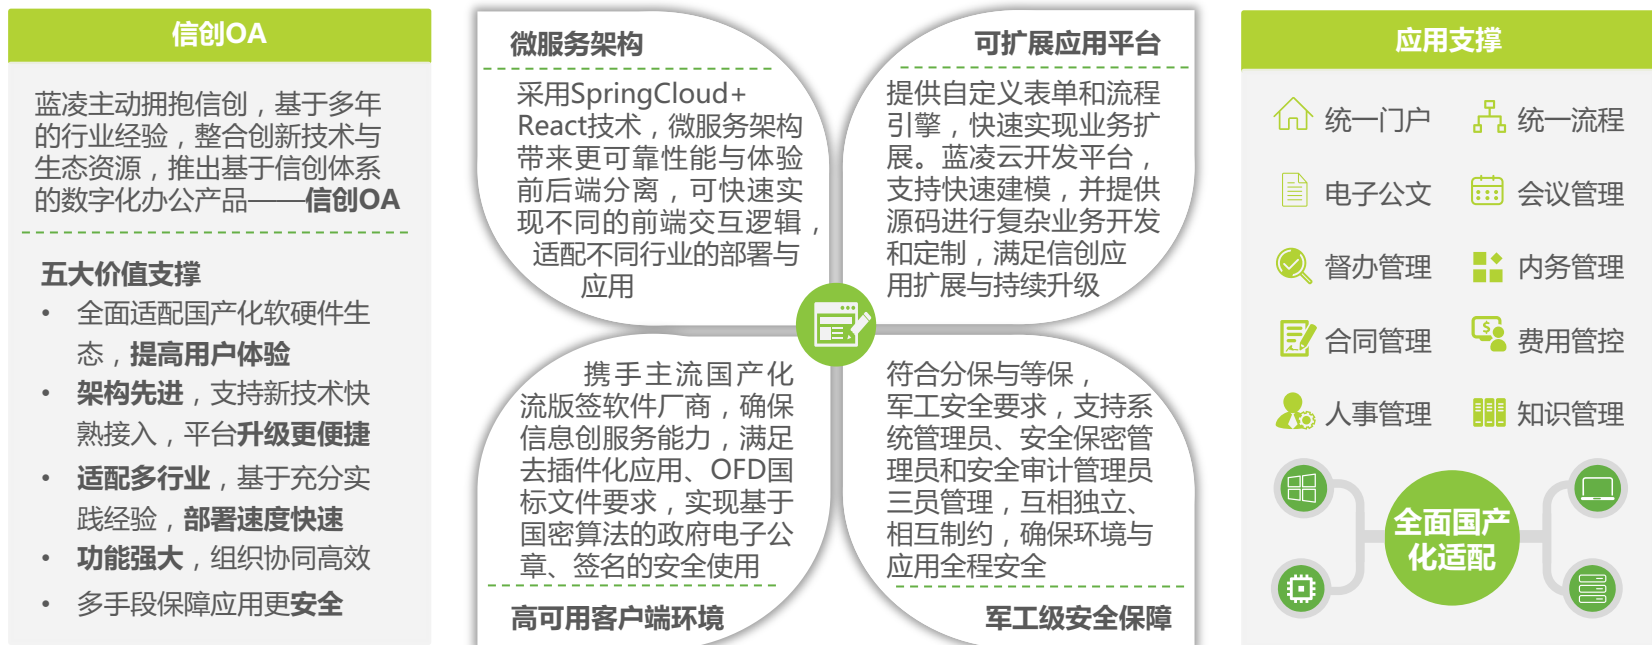 信创OA
蓝凌主动拥抱信创，基于多年
的行业经验，整合创新技术与
生态资源，推出基于信创体系
的数字化办公产品——信创OA
五大价值支撑
• 全面适配国产化软硬件生
态，提高用户体验
• 架构先进，支持新技术快
熟接入，平台升级更便捷
• 适配多行业，基于充分实
践经验，部署速度快速
• 功能强大，组织协同高效
• 多手段保障应用更安全
微服务架构
采用SpringCloud+
React技术，微服务架构
带来更可靠性能与体验
前后端分离，可快速实
现不同的前端交互逻辑，
适配不同行业的部署与
应用
可扩展应用平台
提供自定义表单和流程
引擎，快速实现业务扩
展。蓝凌云开发平台，
支持快速建模，并提供
源码进行复杂业务开发
和定制，满足信创应
用扩展与持续升级
携手主流国产化
流版签软件厂商，确保
信息创服务能力，满足
去插件化应用、OFD国
标文件要求，实现基于
国密算法的政府电子公
章、签名的安全使用
高可用客户端环境
符合分保与等保，
军工安全要求，支持系
统管理员、安全保密管
理员和安全审计管理员
三员管理，互相独立、
相互制约，确保环境与
应用全程安全
军工级安全保障
应用支撑
统一门户
统一流程
电子公文
会议管理
督办管理
内务管理
合同管理
费用管控
人事管理
知识管理
全面国产
化适配